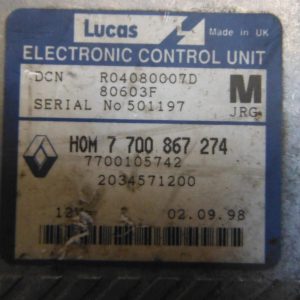 Lucas Made in UK
ELECTRONIC CONTROL UNIT
DCN R04080007D
80603F M
SERIAL No 501197 JRG
HOM 7 700 867 274
7700105742
2034571200
12 02.09.98